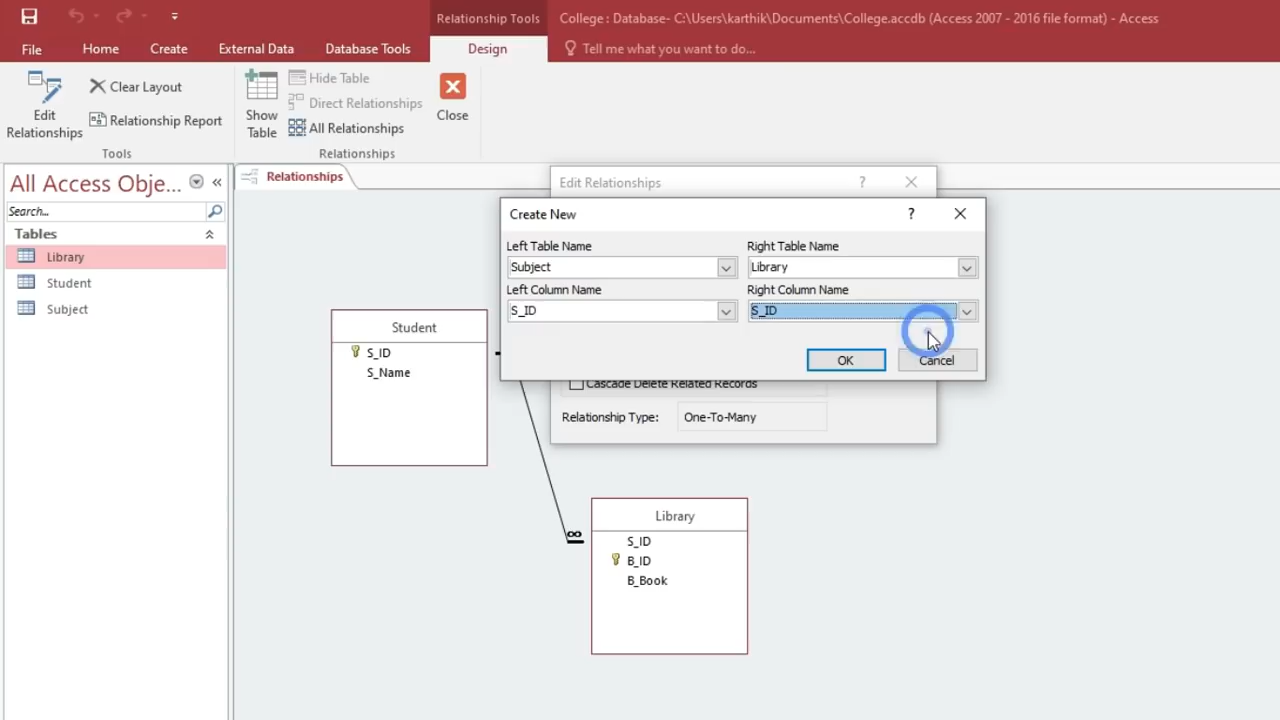 Relationship Tools
College : Database- C:\Users\karthik\Documents\College.accdb (Access 2007 - 2016 file format) - Access
File Home Create External Data Database Tools Design Tell me what you want to do...
Edit Relationships
Clear Layout
Relationship Report
Tools
Show Table
Hide Table
Direct Relationships
All Relationships
Relationships
Close
All Access Obje...
Search...
Tables
Library
Student
Subject
Relationships
Edit Relationships ?
Create New ?
Left Table Name Right Table Name
Subject Library
Left Column Name Right Column Name
S_ID S_ID
OK Cancel
Cascade Delete Related Records
Relationship Type: One-To-Many
Student
S_ID
S_Name
∞
Library
S_ID
B_ID
B_Book